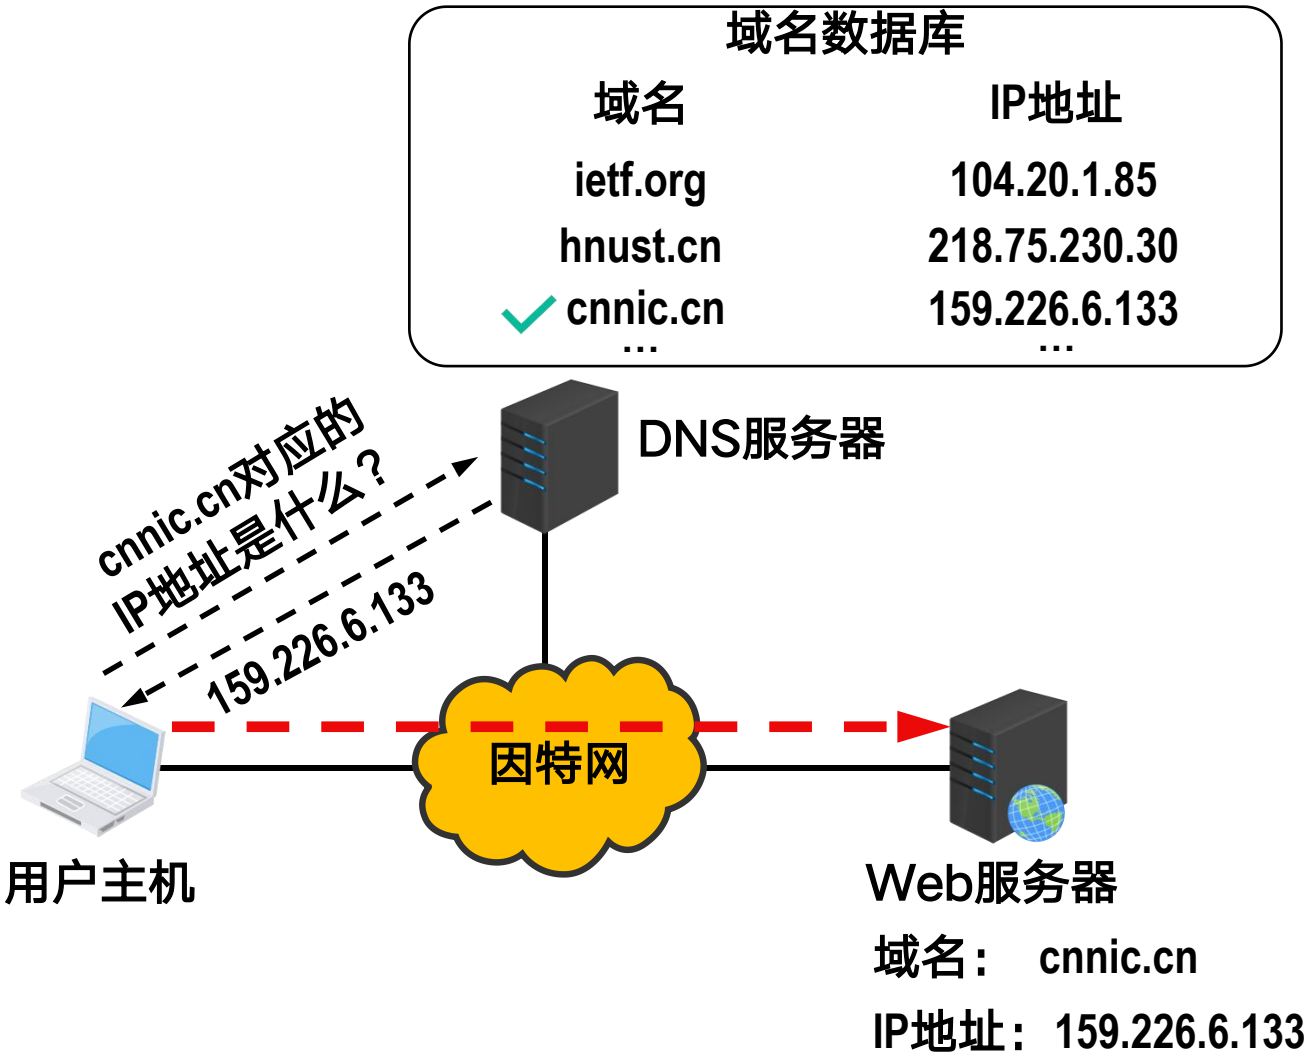 域名数据库
域名 IP地址
ietf.org 104.20.1.85
hnust.cn 218.75.230.30
cnnic.cn 159.226.6.133
... ...
DNS服务器
cnnic.cn对应的
IP地址是什么？
159.226.6.133
因特网
用户主机
Web服务器
域名： cnnic.cn
IP地址：159.226.6.133